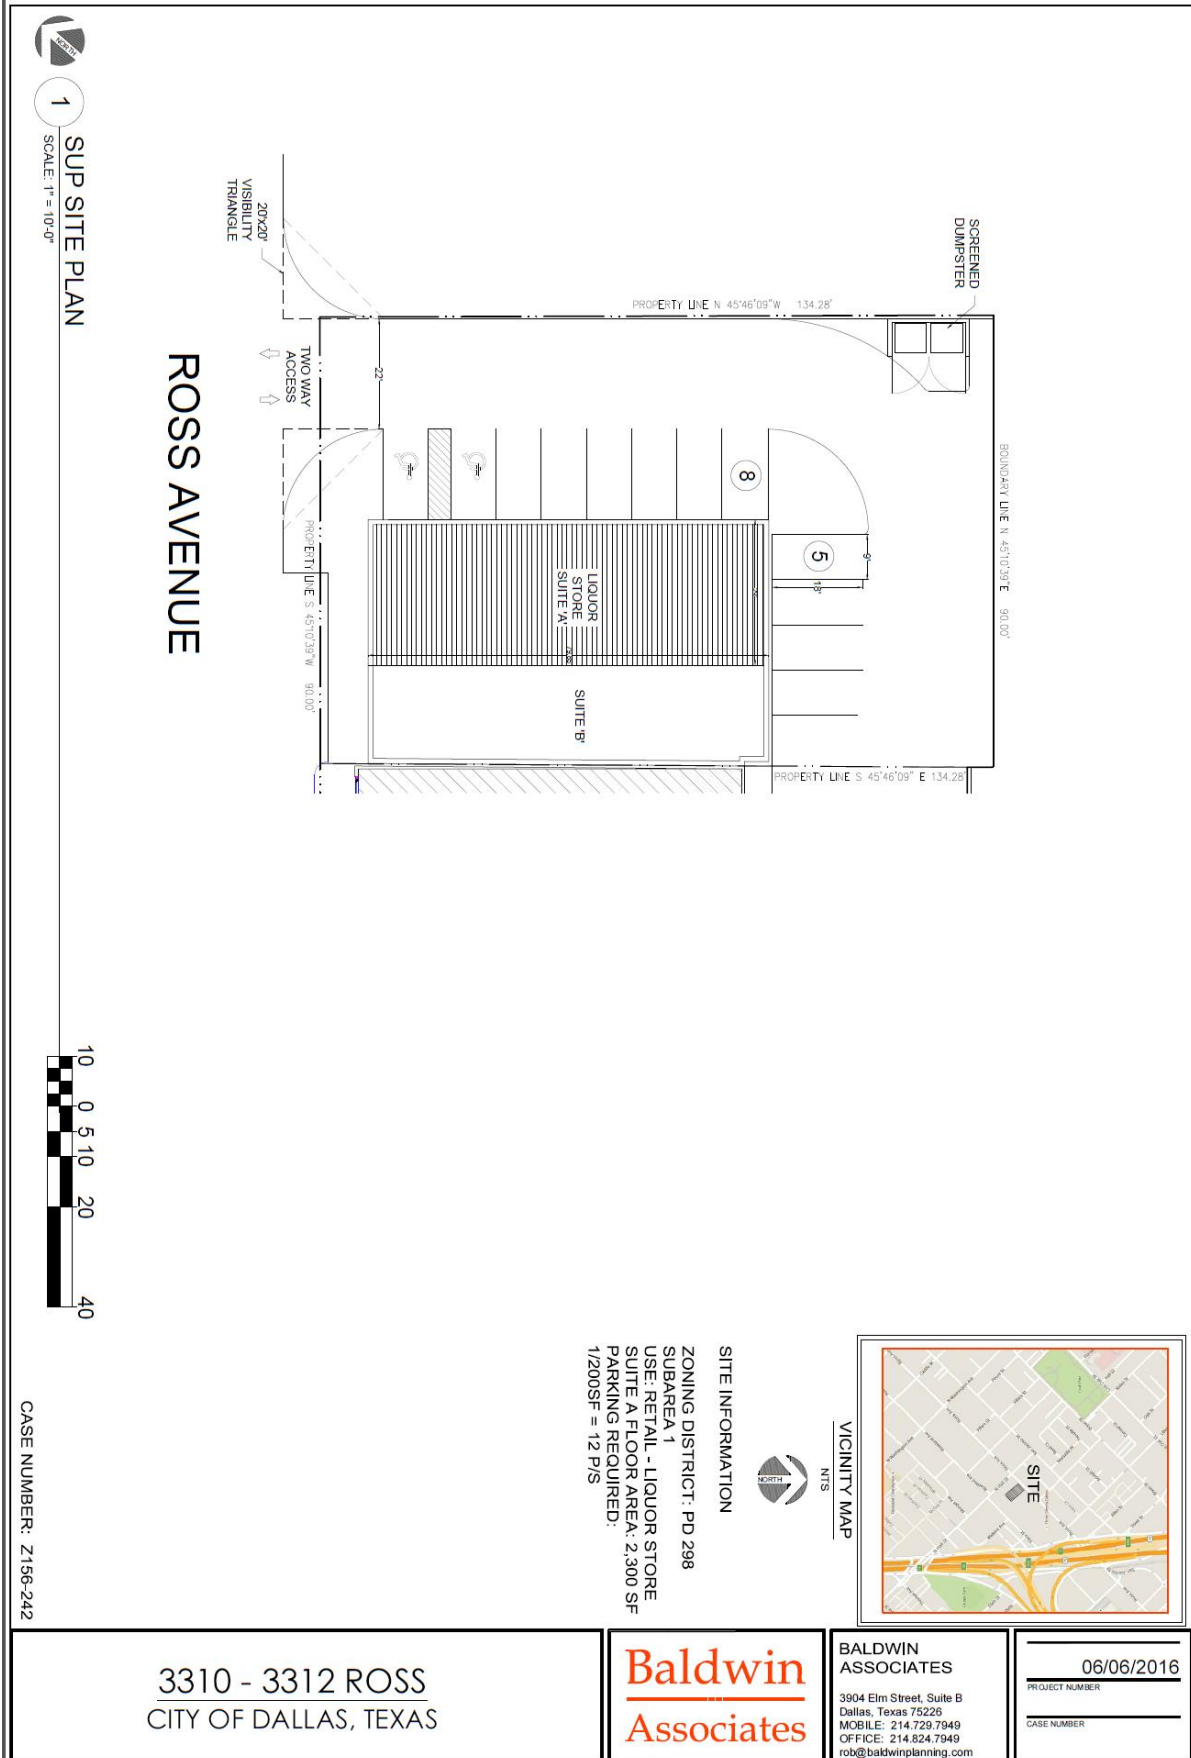 NORTH
1
SUP SITE PLAN
SCALE: 1" = 10'-0"
20'x20'
VISIBILITY
TRIANGLE
SCREENED
DUMPSTER
PROPERTY LINE N 45°46'09"W 134.28'
BOUNDARY LINE N 45°10'39"E 90.00'
TWO WAY
ACCESS
22'
8
5
9'
18'
LIQUOR
STORE
SUITE 'A'
SUITE 'B'
PROPERTY LINE S 45°10'39"W 90.00'
PROPERTY LINE S 45°46'09" E 134.28'
ROSS AVENUE
10 0 5 10 20 40
SITE
VICINITY MAP
NTS
NORTH
SITE INFORMATION
ZONING DISTRICT: PD 298
SUBAREA 1
USE: RETAIL - LIQUOR STORE
SUITE A FLOOR AREA: 2,300 SF
PARKING REQUIRED:
1/200SF = 12 P/S
CASE NUMBER: Z156-242
3310 - 3312 ROSS
CITY OF DALLAS, TEXAS
Baldwin
Associates
BALDWIN
ASSOCIATES
3904 Elm Street, Suite B
Dallas, Texas 75226
MOBILE: 214.729.7949
OFFICE: 214.824.7949
rob@baldwinplanning.com
06/06/2016
PROJECT NUMBER
CASE NUMBER